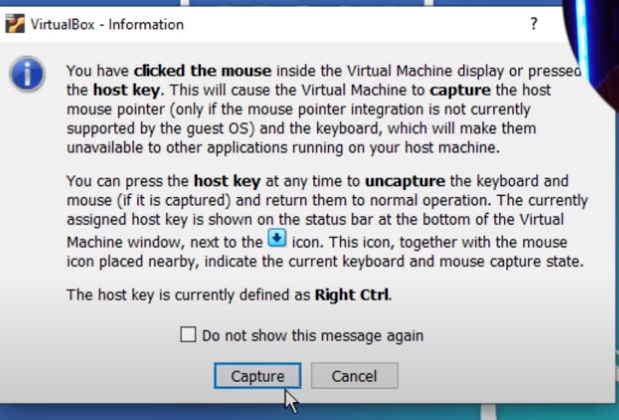 VirtualBox - Information
?
You have clicked the mouse inside the Virtual Machine display or pressed
the host key. This will cause the Virtual Machine to capture the host
mouse pointer (only if the mouse pointer integration is not currently
supported by the guest OS) and the keyboard, which will make them
unavailable to other applications running on your host machine.
You can press the host key at any time to uncapture the keyboard and
mouse (if it is captured) and return them to normal operation. The currently
assigned host key is shown on the status bar at the bottom of the Virtual
Machine window, next to the icon. This icon, together with the mouse
icon placed nearby, indicate the current keyboard and mouse capture state.
The host key is currently defined as Right Ctrl.
Do not show this message again
Capture Cancel